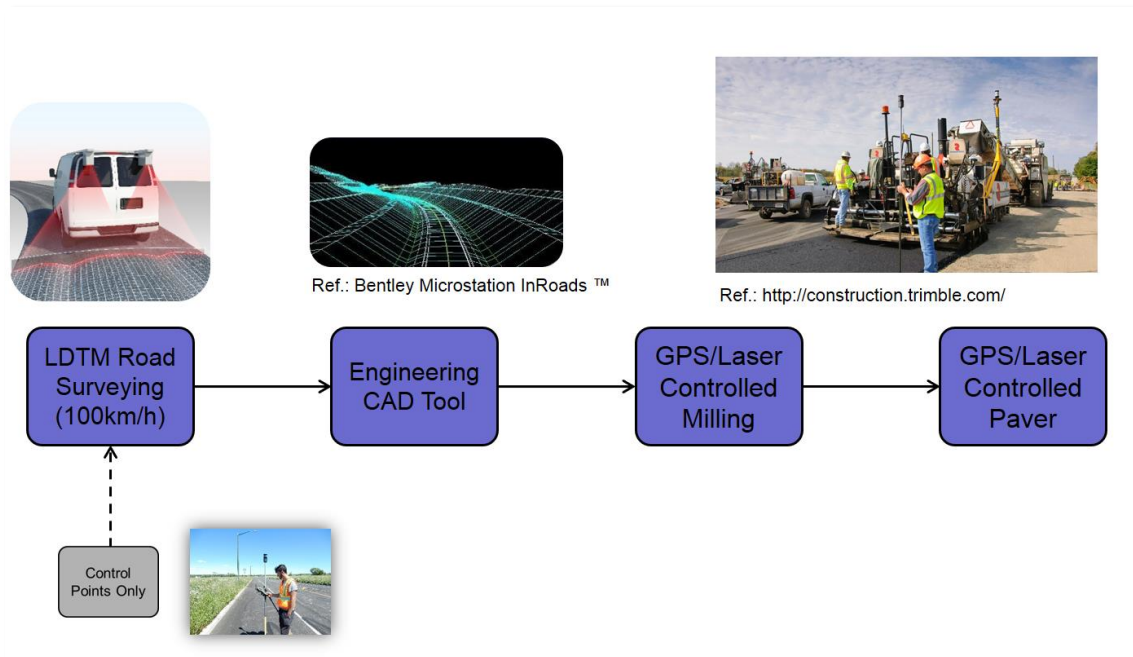 Ref.: Bentley Microstation InRoads ™
Ref.: http://construction.trimble.com/
LDTM Road
Surveying
(100km/h)
Engineering
CAD Tool
GPS/Laser
Controlled
Milling
GPS/Laser
Controlled
Paver
Control
Points Only